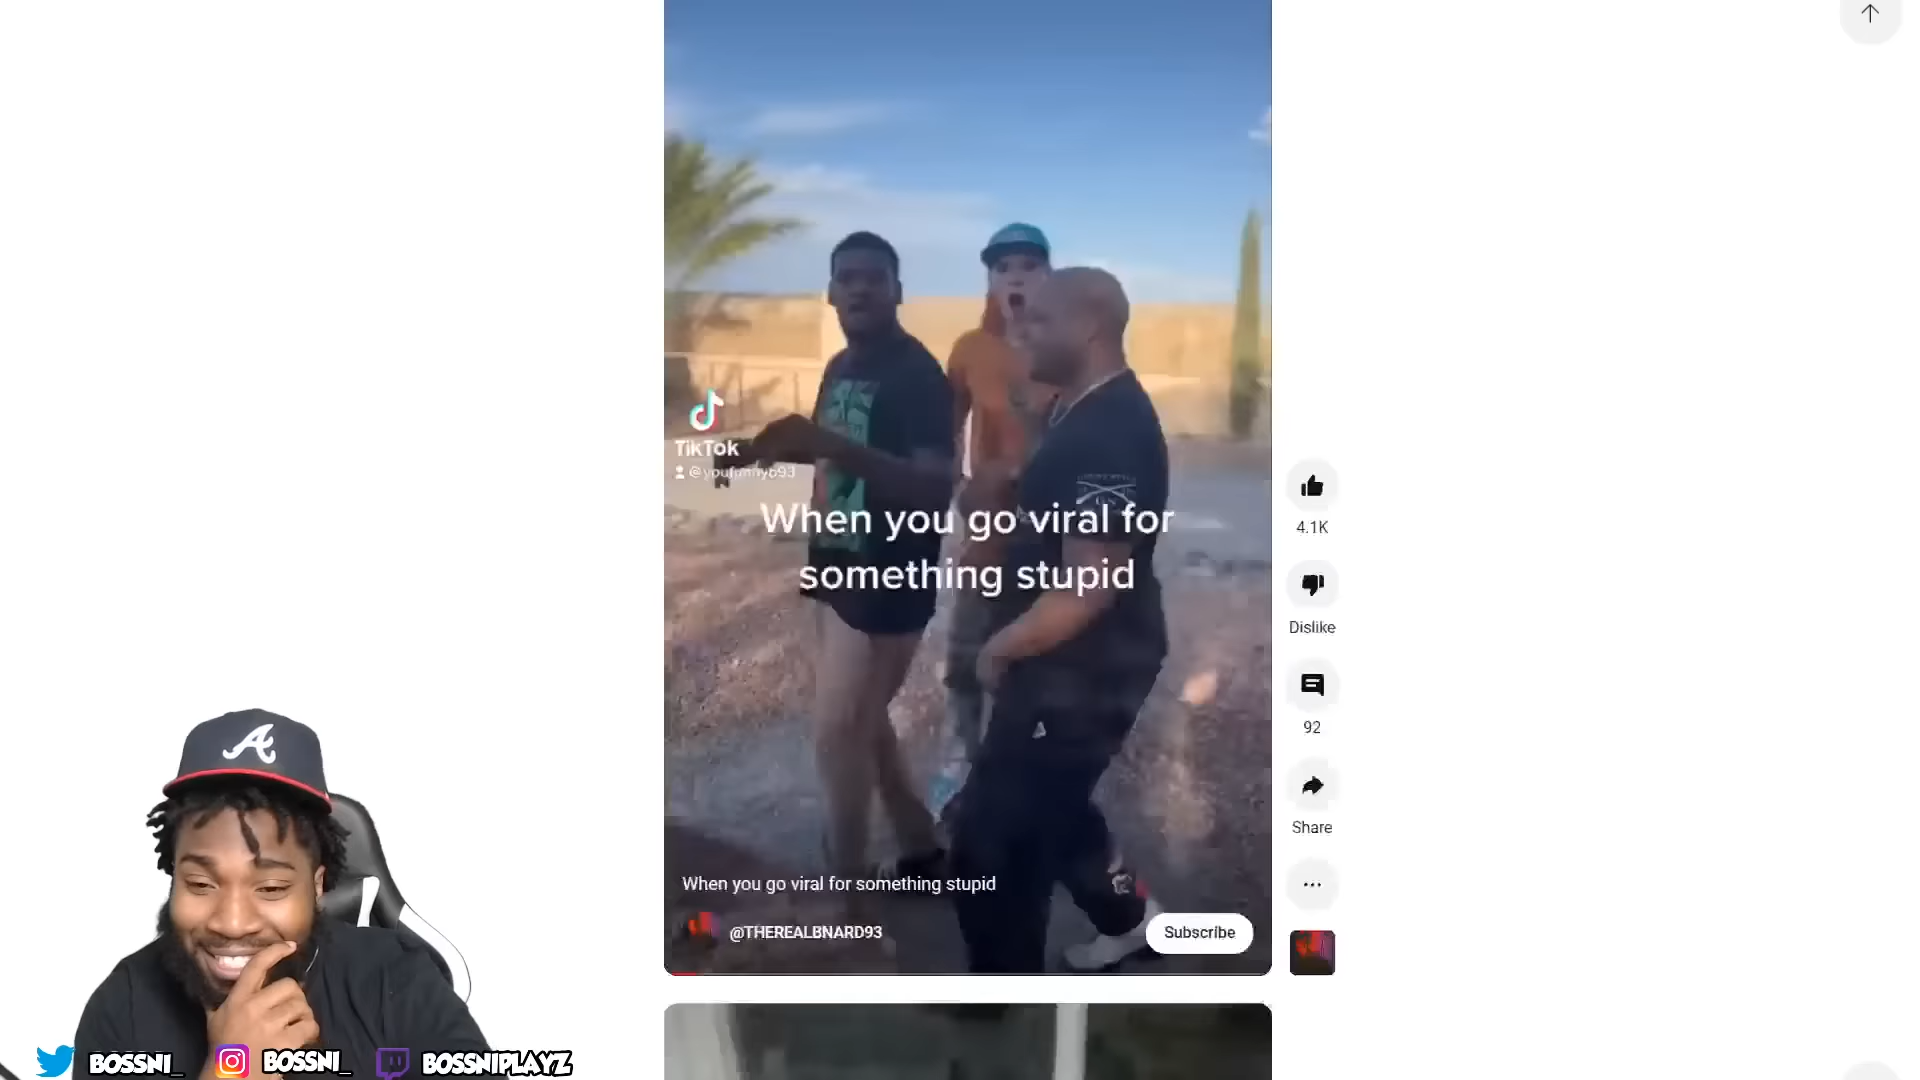 TikTok
@youfunnyb93
When you go viral for
something stupid
4.1K
Dislike
92
Share
When you go viral for something stupid
@THEREALBNARD93
Subscribe
A
BOSSNI_
BOSSNI_
BOSSNIPLAYZ